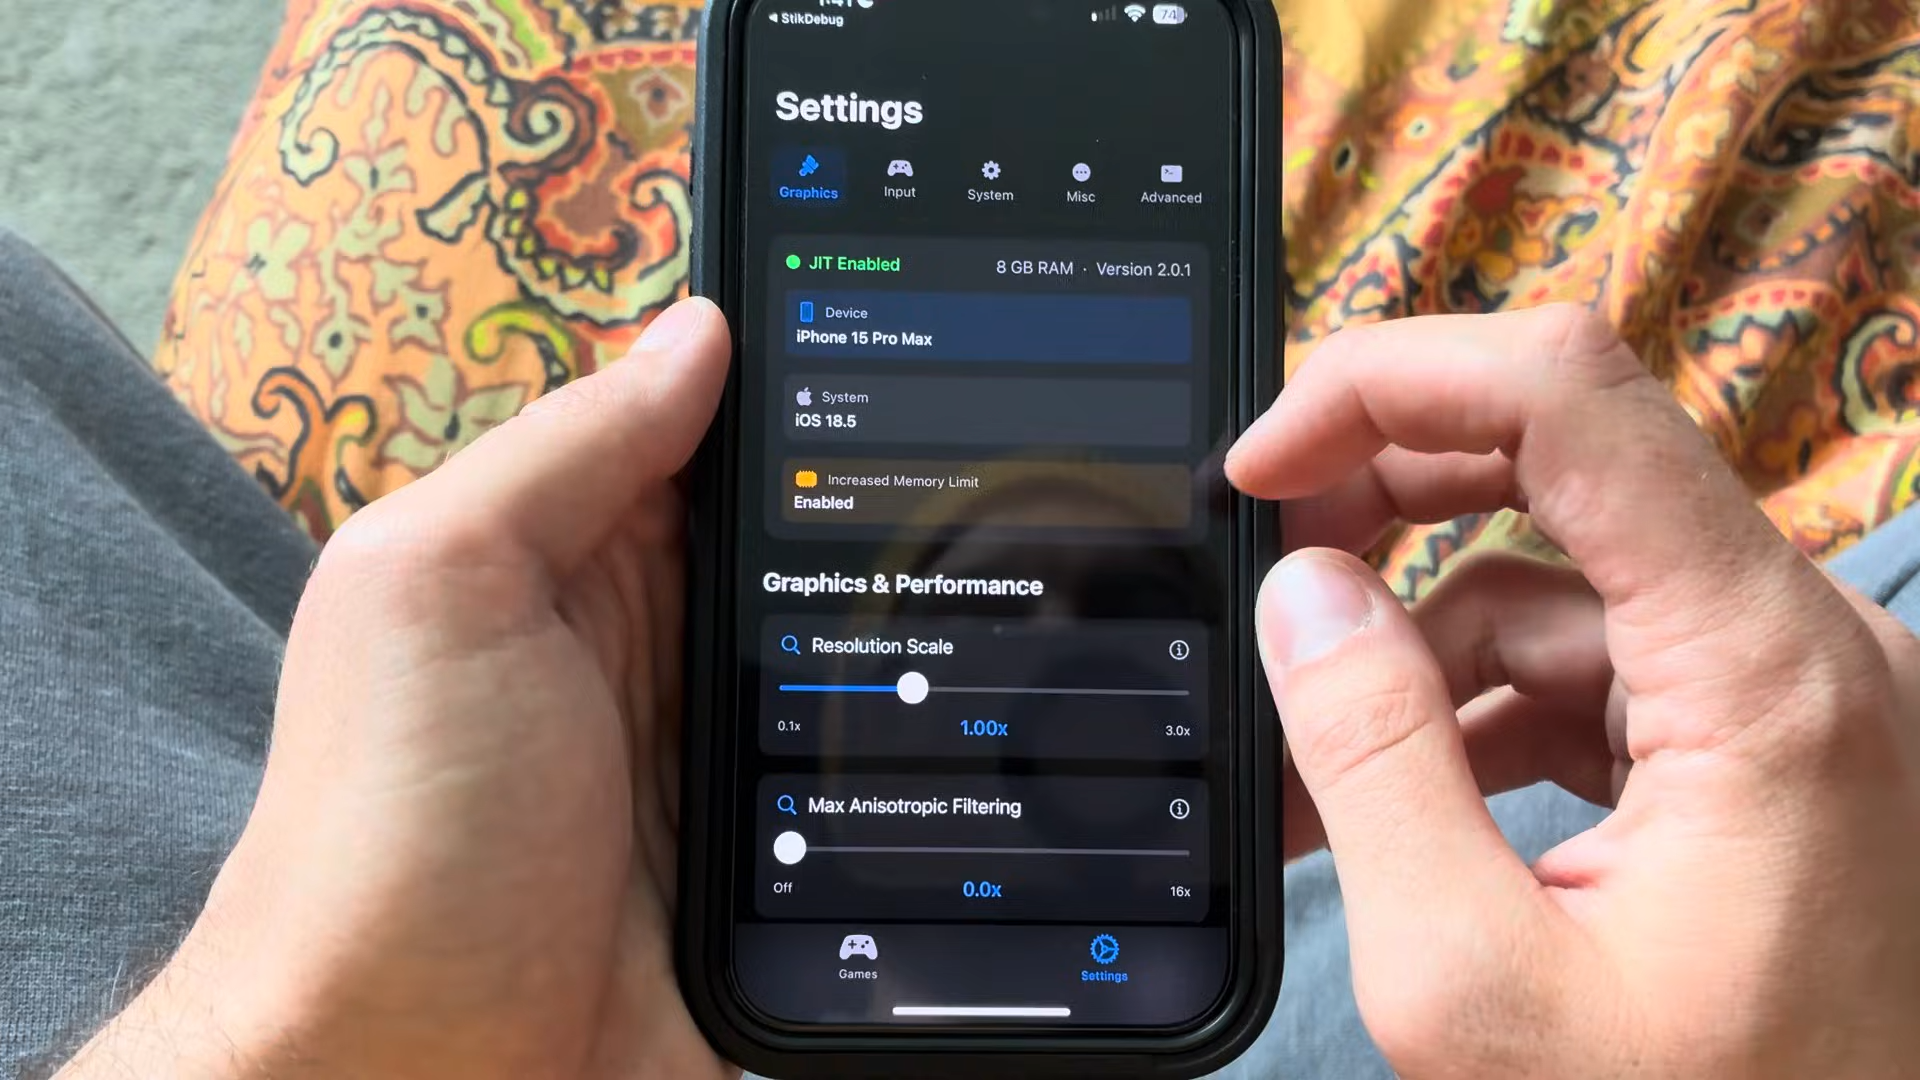 StikDebug
74
Settings
Graphics
Input
System
Misc
Advanced
JIT Enabled
8 GB RAM · Version 2.0.1
Device
iPhone 15 Pro Max
System
iOS 18.5
Increased Memory Limit
Enabled
Graphics & Performance
Resolution Scale
0.1x
1.00x
3.0x
Max Anisotropic Filtering
Off
0.0x
16x
Games
Settings